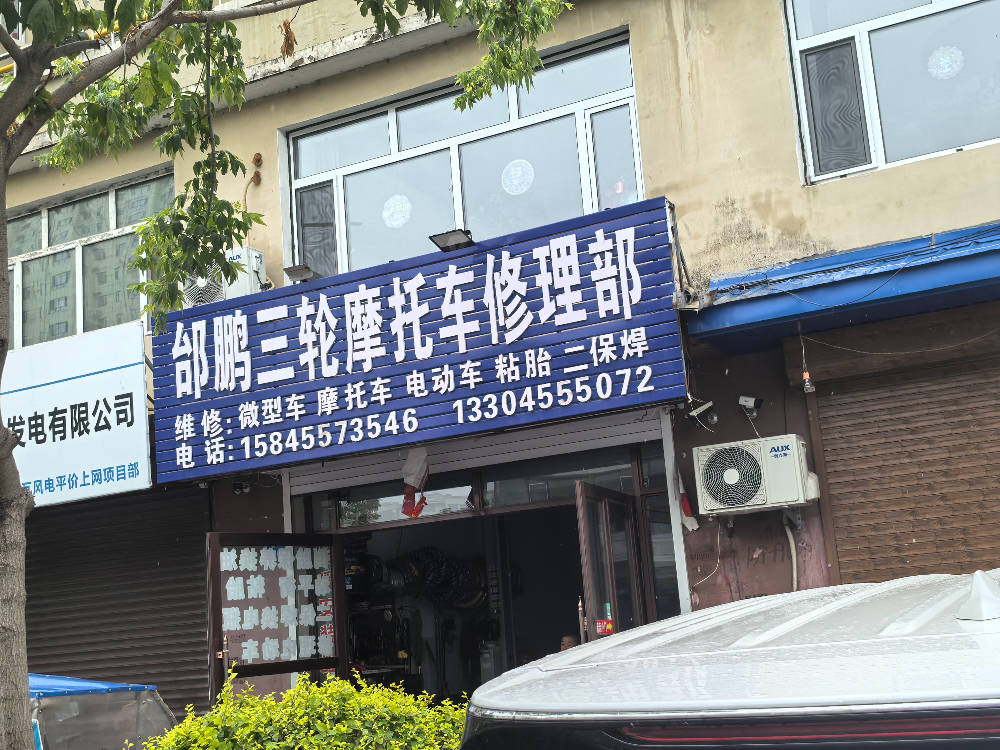 邰鹏三轮摩托车修理部
维修:微型车 摩托车 电动车 粘胎 二保焊
电话:15845573546 13304555072
发电有限公司
风电平价上网项目部
AUX
AUX